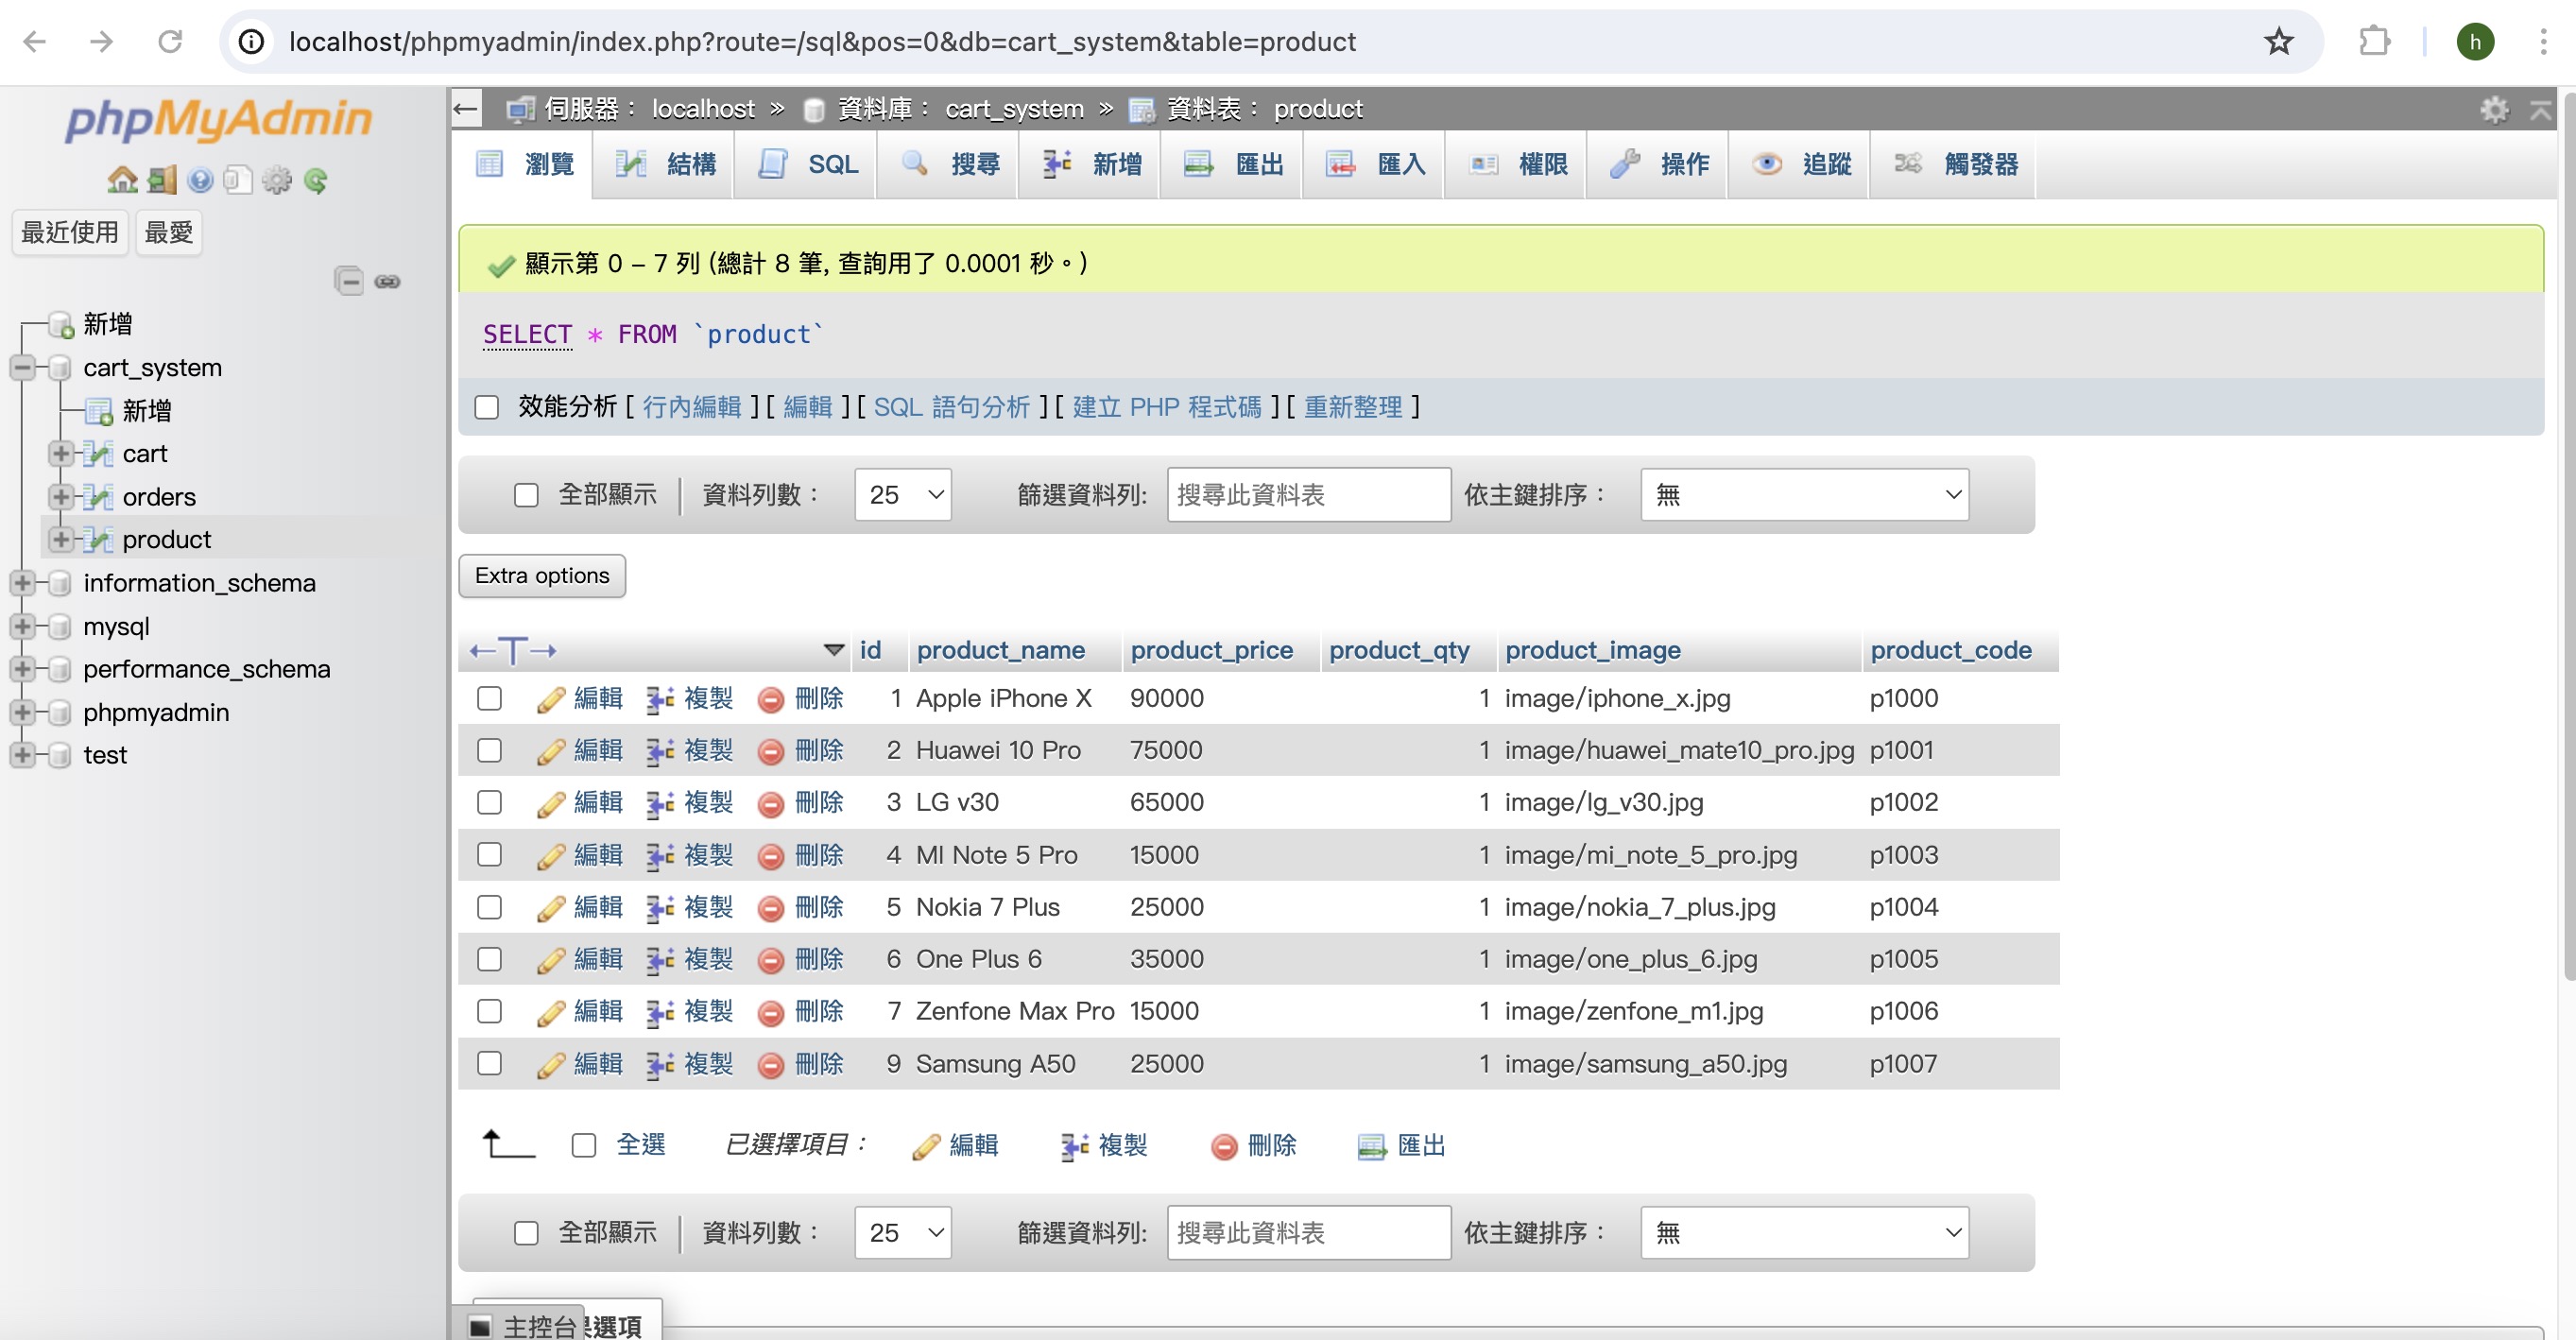 localhost/phpmyadmin/index.php?route=/sql&pos=0&db=cart_system&table=product
h
phpMyAdmin
最近使用 最愛
新增
cart_system
新增
cart
orders
product
information_schema
mysql
performance_schema
phpmyadmin
test
伺服器： localhost » 資料庫： cart_system » 資料表： product
瀏覽 結構 SQL 搜尋 新增 匯出 匯入 權限 操作 追蹤 觸發器
顯示第 0 – 7 列 (總計 8 筆, 查詢用了 0.0001 秒。)
SELECT * FROM `product`
效能分析 [ 行內編輯 ] [ 編輯 ] [ SQL 語句分析 ] [ 建立 PHP 程式碼 ] [ 重新整理 ]
全部顯示 | 資料列數： 25 篩選資料列: 搜尋此資料表 依主鍵排序： 無
Extra options
←T→ id product_name product_price product_qty product_image product_code
編輯 複製 刪除 1 Apple iPhone X 90000 1 image/iphone_x.jpg p1000
編輯 複製 刪除 2 Huawei 10 Pro 75000 1 image/huawei_mate10_pro.jpg p1001
編輯 複製 刪除 3 LG v30 65000 1 image/lg_v30.jpg p1002
編輯 複製 刪除 4 MI Note 5 Pro 15000 1 image/mi_note_5_pro.jpg p1003
編輯 複製 刪除 5 Nokia 7 Plus 25000 1 image/nokia_7_plus.jpg p1004
編輯 複製 刪除 6 One Plus 6 35000 1 image/one_plus_6.jpg p1005
編輯 複製 刪除 7 Zenfone Max Pro 15000 1 image/zenfone_m1.jpg p1006
編輯 複製 刪除 9 Samsung A50 25000 1 image/samsung_a50.jpg p1007
全選 已選擇項目： 編輯 複製 刪除 匯出
全部顯示 | 資料列數： 25 篩選資料列: 搜尋此資料表 依主鍵排序： 無
主控台 選項